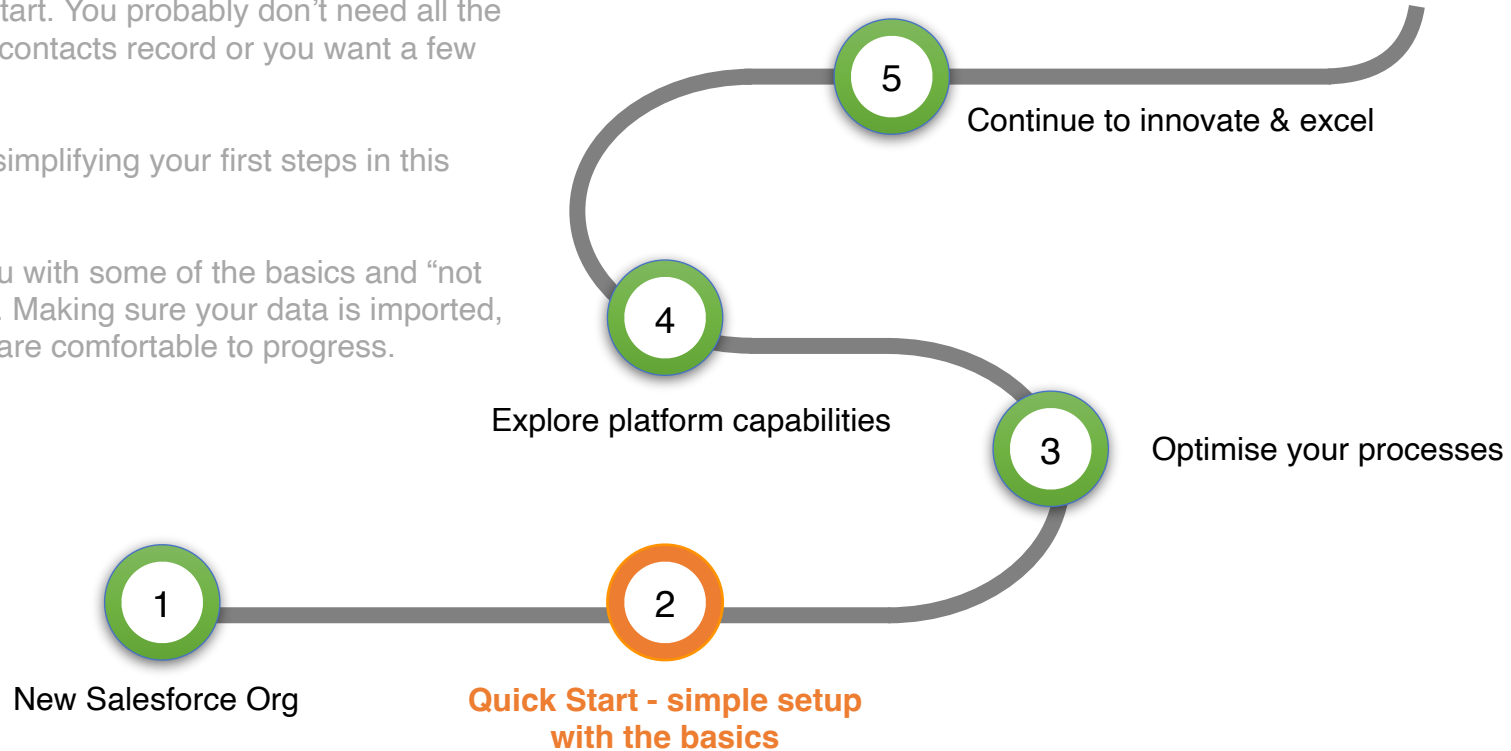 tart. You probably don’t need all the
contacts record or you want a few
simplifying your first steps in this
u with some of the basics and “not
. Making sure your data is imported,
are comfortable to progress.
5
Continue to innovate & excel
4
Explore platform capabilities
3
Optimise your processes
1
New Salesforce Org
2
Quick Start - simple setup
with the basics